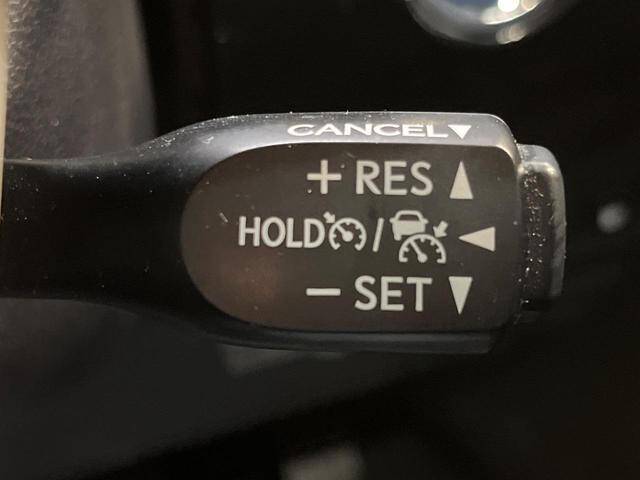 CANCEL▼
+ RES ▲
HOLD / ◀
− SET ▼